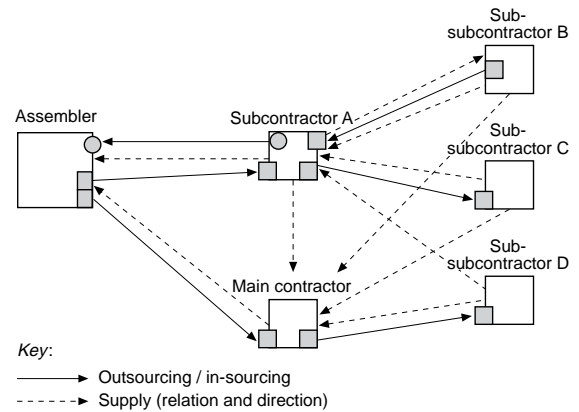 Sub-
subcontractor B
Assembler
Subcontractor A
Sub-
subcontractor C
Sub-
subcontractor D
Main contractor
Key:
Outsourcing / in-sourcing
Supply (relation and direction)